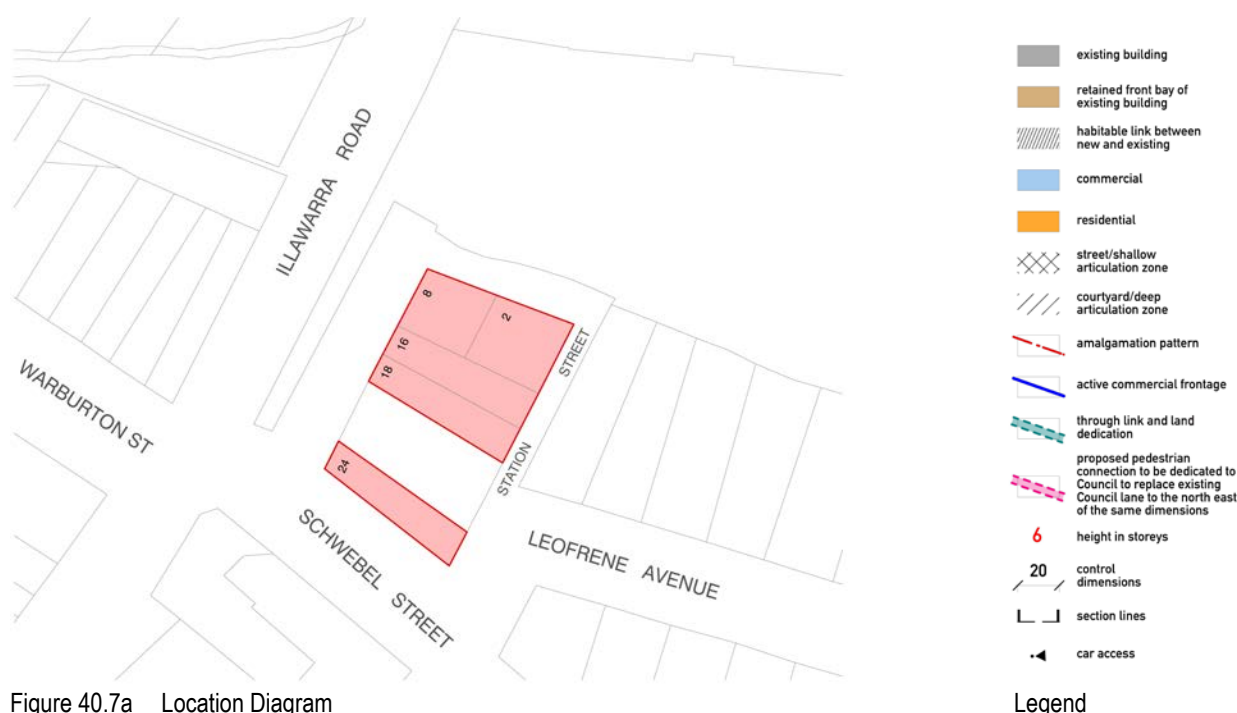 ILLAWARRA ROAD
WARBURTON ST
SCHWEBEL STREET
LEOFRENE AVENUE
STATION STREET
8
2
16
18
24
existing building
retained front bay of
existing building
habitable link between
new and existing
commercial
residential
street/shallow
articulation zone
courtyard/deep
articulation zone
amalgamation pattern
active commercial frontage
through link and land
dedication
proposed pedestrian
connection to be dedicated to
Council to replace existing
Council lane to the north east
of the same dimensions
6
height in storeys
20
control
dimensions
section lines
car access
Figure 40.7a Location Diagram
Legend